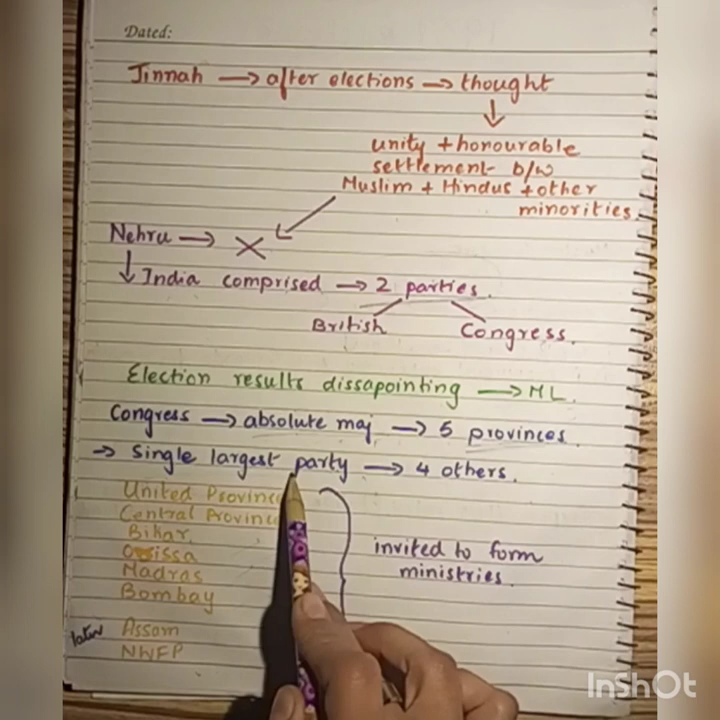 Dated:
Jinnah → after elections → thought
↓
unity + honourable
settlement b/w
Muslim + Hindus + other
minorities.
Nehru → ✗
↓ India comprised → 2 parties.
British Congress.
Election results dissapointing → ML.
Congress → absolute maj → 5 provinces.
→ Single largest party → 4 others.
United Province
Central Province
Bihar
Orissa
Madras
Bombay
invited to form
ministries.
later Assam
NWFP
InShOt